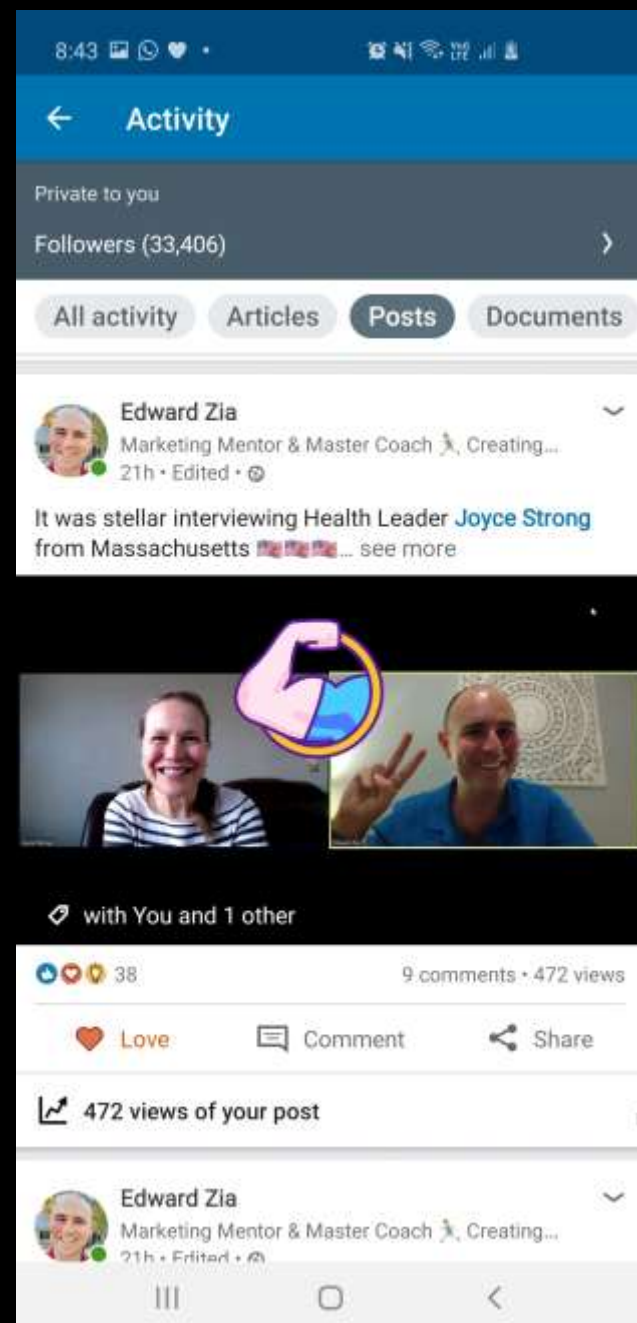 8:43
Activity
Private to you
Followers (33,406)
All activity Articles Posts Documents
Edward Zia
Marketing Mentor & Master Coach 🏃, Creating...
21h • Edited •
It was stellar interviewing Health Leader Joyce Strong
from Massachusetts 🇺🇸🇺🇸🇺🇸... see more
with You and 1 other
38 9 comments • 472 views
Love Comment Share
472 views of your post
Edward Zia
Marketing Mentor & Master Coach 🏃, Creating...
21h • Edited •